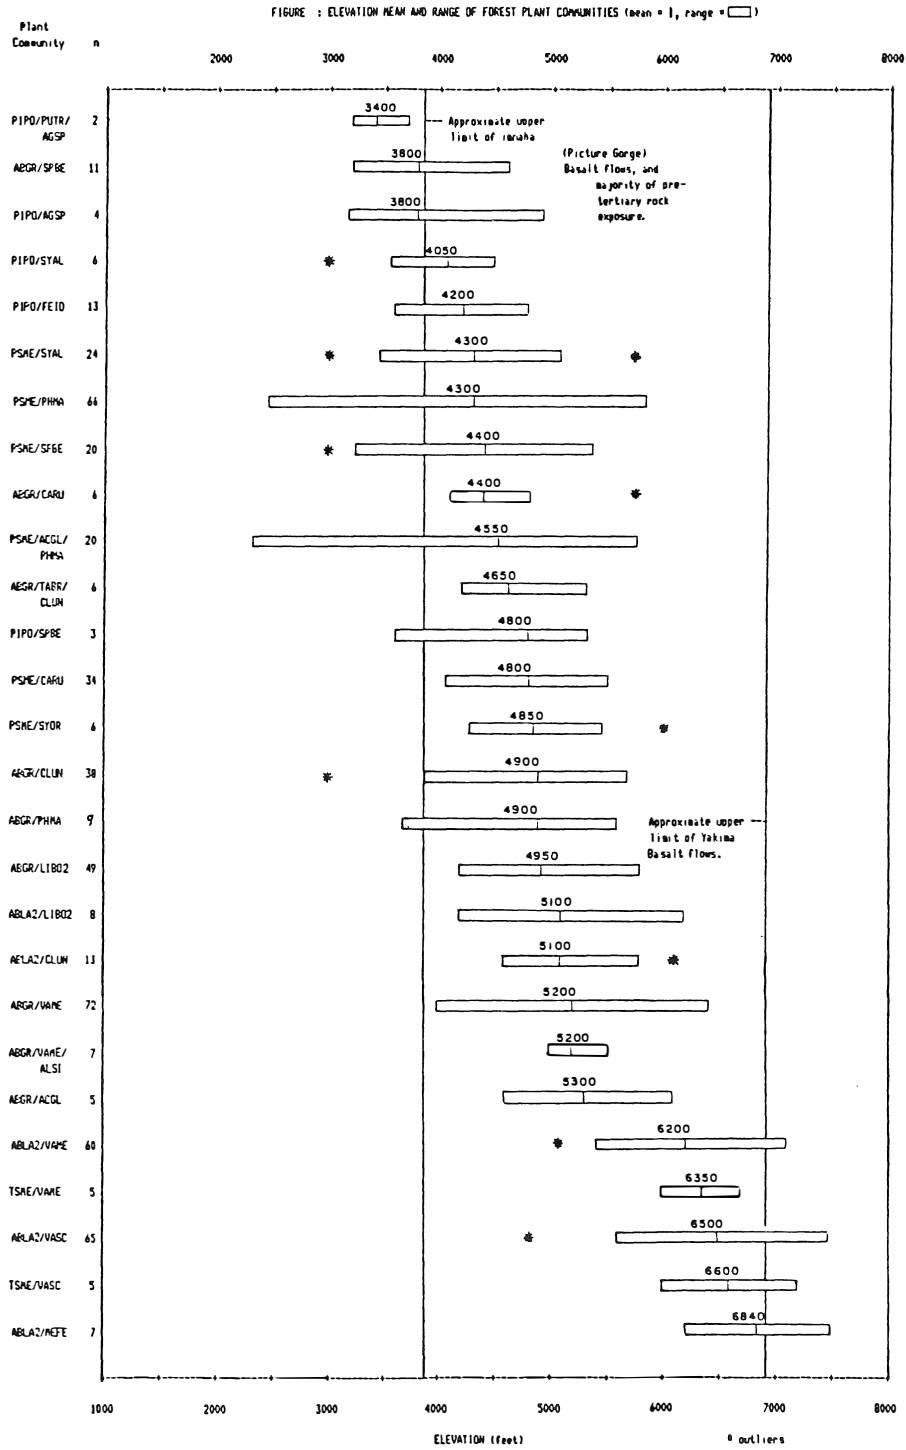 FIGURE : ELEVATION MEAN AND RANGE OF FOREST PLANT COMMUNITIES (mean = |, range = )
Plant
Community n
2000 3000 4000 5000 6000 7000 8000
PIPO/PUTR/ 2 3400
AGSP
Approximate upper
limit of imnaha
(Picture Gorge)
Basalt flows, and
majority of pre-
tertiary rock
exposure.
ABGR/SPBE 11 3800
PIPO/AGSP 4 3800
PIPO/SYAL 6 * 4050
PIPO/FEID 13 4200
PSME/SYAL 24 * 4300 *
PSME/PHMA 66 4300
PSME/SPBE 20 * 4400
ABGR/CARU 6 4400 *
PSME/ACGL/ 20 4550
PHMA
ABGR/TABR/ 6 4650
CLUN
PIPO/SPBE 3 4800
PSME/CARU 34 4800
PSME/SYOR 6 4850 *
ABGR/CLUN 38 * 4900
ABGR/PHMA 9 4900
Approximate upper
limit of Yakima
Basalt flows.
ABGR/LIBO2 49 4950
ABLA2/LIBO2 8 5100
ABLA2/CLUN 13 5100 *
ABGR/VAME 72 5200
ABGR/VAME/ 7 5200
ALSI
ABGR/ACGL 5 5300
ABLA2/VAME 60 * 6200
TSME/VAME 5 6350
ABLA2/VASC 65 * 6500
TSME/VASC 5 6600
ABLA2/MEFE 7 6840
1000 2000 3000 4000 5000 6000 7000 8000
ELEVATION (feet) * outliers